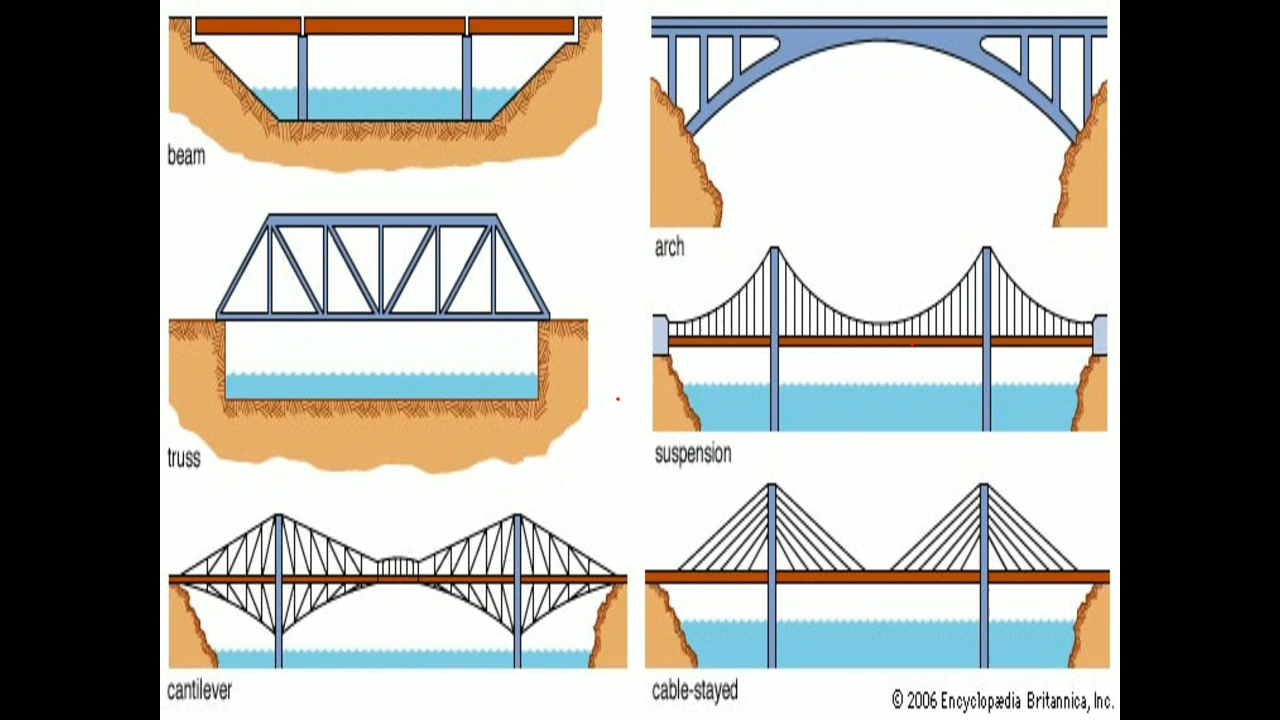 beam
arch
truss
suspension
cantilever
cable-stayed
© 2006 Encyclopædia Britannica, Inc.